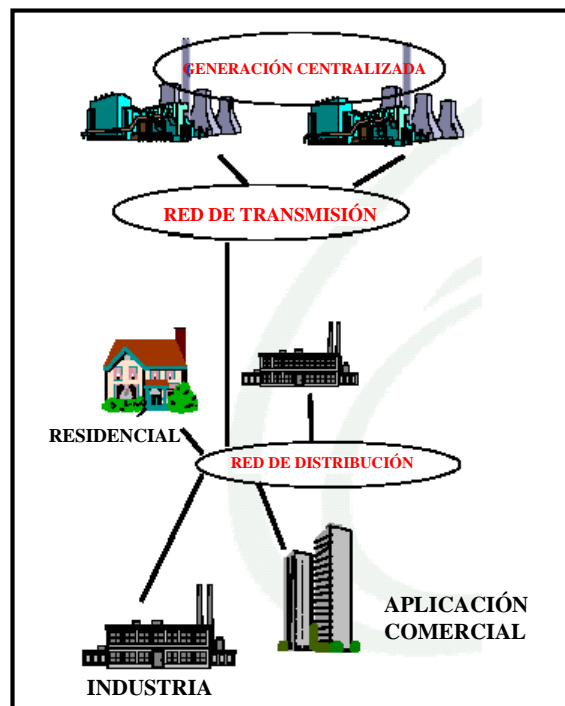 GENERACIÓN CENTRALIZADA
RED DE TRANSMISIÓN
RESIDENCIAL
RED DE DISTRIBUCIÓN
APLICACIÓN
COMERCIAL
INDUSTRIA